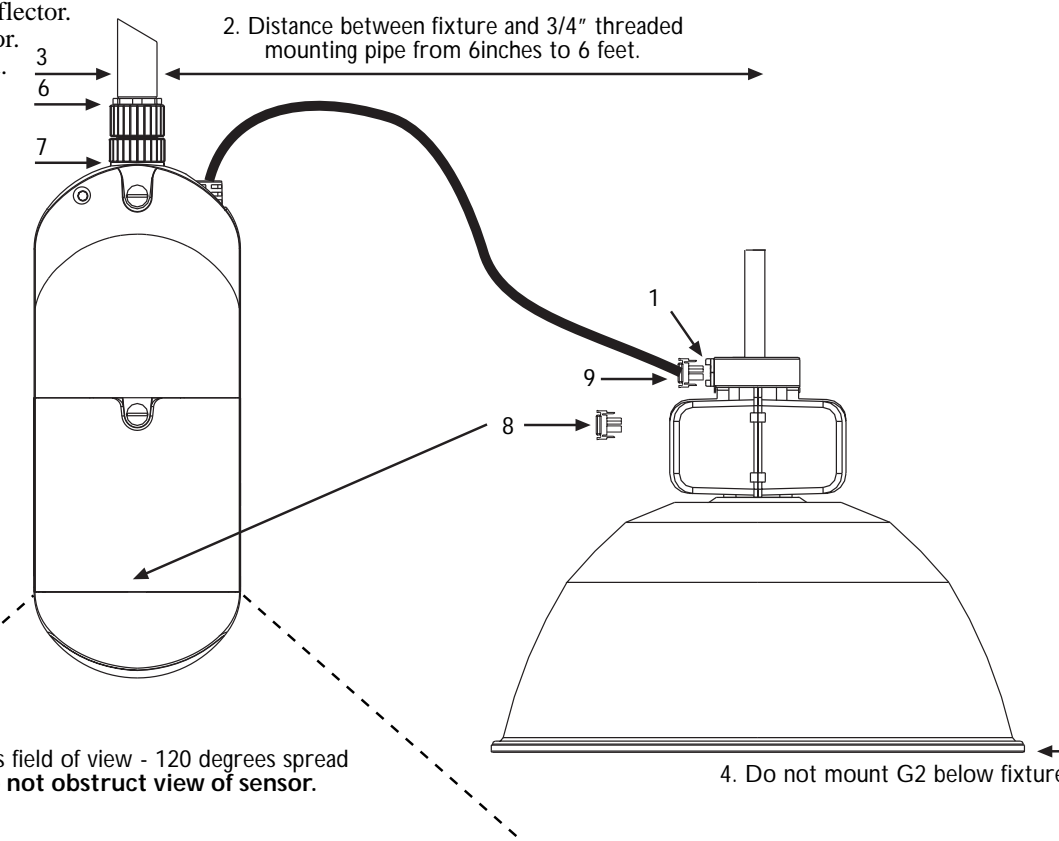 flector.
or.
2. Distance between fixture and 3/4" threaded
mounting pipe from 6inches to 6 feet.
3
6
7
1
9
8
s field of view - 120 degrees spread
not obstruct view of sensor.
4. Do not mount G2 below fixture